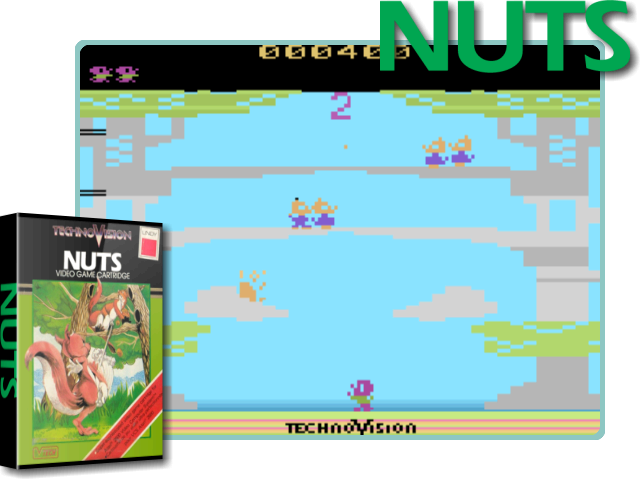 NUTS
000400
2
TECHNOVISION
NUTS
VIDEO GAME CARTRIDGE
NUTS
TECHNOVISION